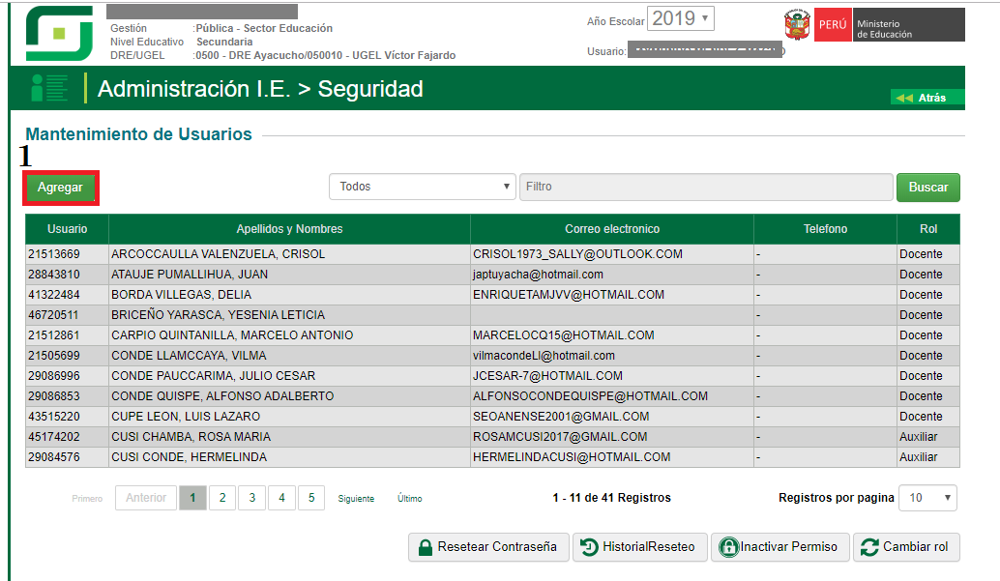 Año Escolar 2019
PERÚ Ministerio
de Educación
Gestión :Pública - Sector Educación
Nivel Educativo Secundaria
DRE/UGEL :0500 - DRE Ayacucho/050010 - UGEL Víctor Fajardo
Usuario:
Administración I.E. > Seguridad
Atrás
Mantenimiento de Usuarios
1
Agregar Todos Filtro Buscar
Usuario Apellidos y Nombres Correo electronico Telefono Rol
21513669 ARCOCCAULLA VALENZUELA, CRISOL CRISOL1973_SALLY@OUTLOOK.COM - Docente
28843810 ATAUJE PUMALLIHUA, JUAN japtuyacha@hotmail.com - Docente
41322484 BORDA VILLEGAS, DELIA ENRIQUETAMJVV@HOTMAIL.COM - Docente
46720511 BRICEÑO YARASCA, YESENIA LETICIA - Docente
21512861 CARPIO QUINTANILLA, MARCELO ANTONIO MARCELOCQ15@HOTMAIL.COM - Docente
21505699 CONDE LLAMCCAYA, VILMA vilmacondeLl@hotmail.com - Docente
29086996 CONDE PAUCCARIMA, JULIO CESAR JCESAR-7@HOTMAIL.COM - Docente
29086853 CONDE QUISPE, ALFONSO ADALBERTO ALFONSOCONDEQUISPE@HOTMAIL.COM - Docente
43515220 CUPE LEON, LUIS LAZARO SEOANENSE2001@GMAIL.COM - Docente
45174202 CUSI CHAMBA, ROSA MARIA ROSAMCUSI2017@GMAIL.COM - Auxiliar
29084576 CUSI CONDE, HERMELINDA HERMELINDACUSI@HOTMAIL.COM - Auxiliar
Primero Anterior 1 2 3 4 5 Siguiente Último 1 - 11 de 41 Registros Registros por pagina 10
Resetear Contraseña HistorialReseteo Inactivar Permiso Cambiar rol